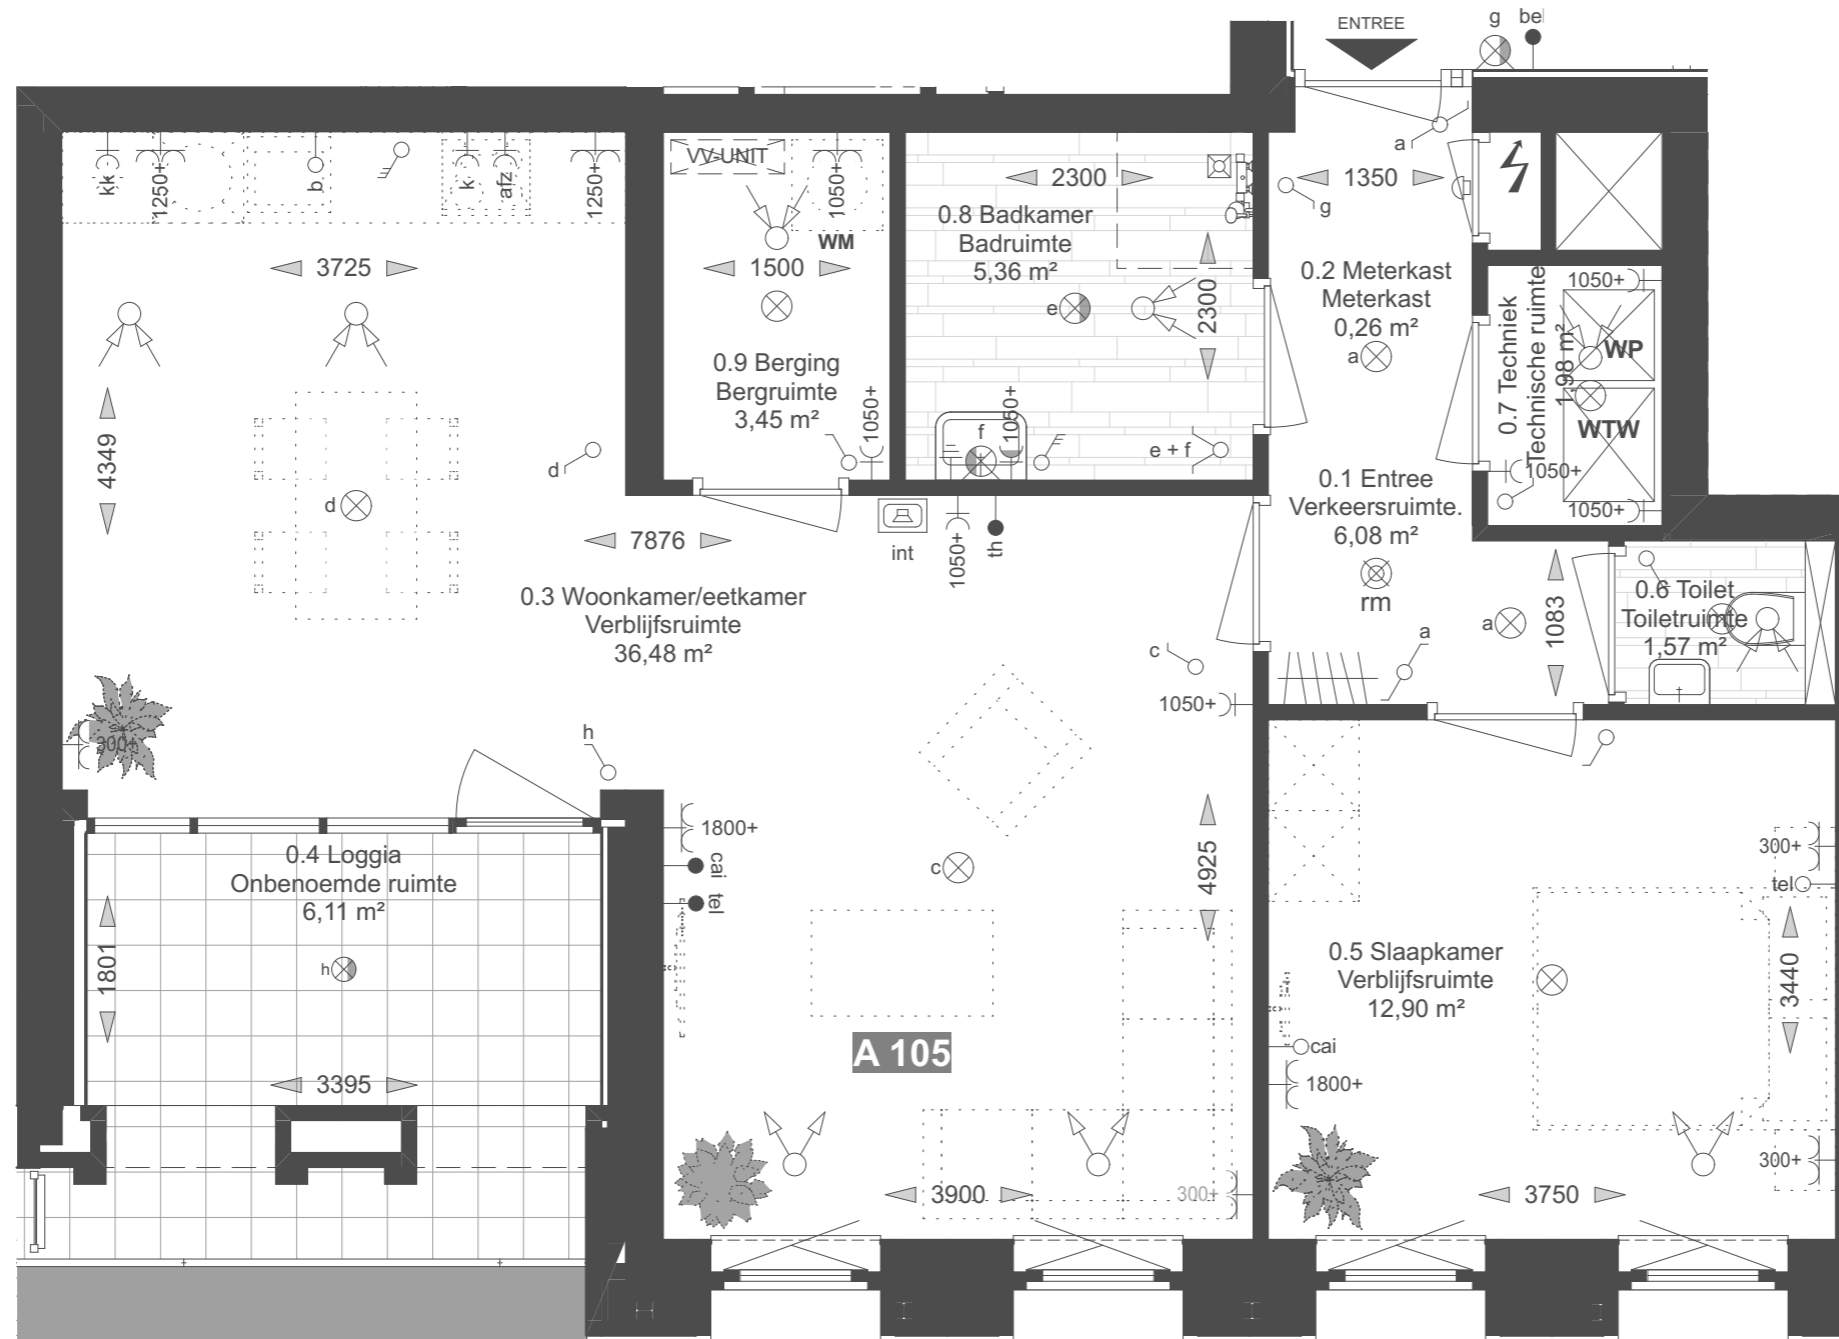 ENTREE
g
bel
kk
1250+
b
k
afz
1250+
VV-UNIT
1050+
WM
2300
1350
a
g
3725
1500
0.8 Badkamer
Badruimte
5,36 m²
2300
e
0.2 Meterkast
Meterkast
0,26 m²
a
1050+
0.7 Techniek
Technische ruimte
1,98 m²
WP
WTW
1050+
1050+
4349
0.9 Berging
Bergruimte
3,45 m²
1050+
f
1050+
e + f
d
d
7876
int
1050+
th
0.1 Entree
Verkeersruimte.
6,08 m²
rm
a
a
1083
0.6 Toilet
Toiletruimte
1,57 m²
0.3 Woonkamer/eetkamer
Verblijfsruimte
36,48 m²
c
1050+
300+
h
1800+
cai
tel
c
4925
0.4 Loggia
Onbenoemde ruimte
6,11 m²
h
1801
3395
A 105
3900
300+
300+
tel
0.5 Slaapkamer
Verblijfsruimte
12,90 m²
3440
cai
1800+
300+
3750